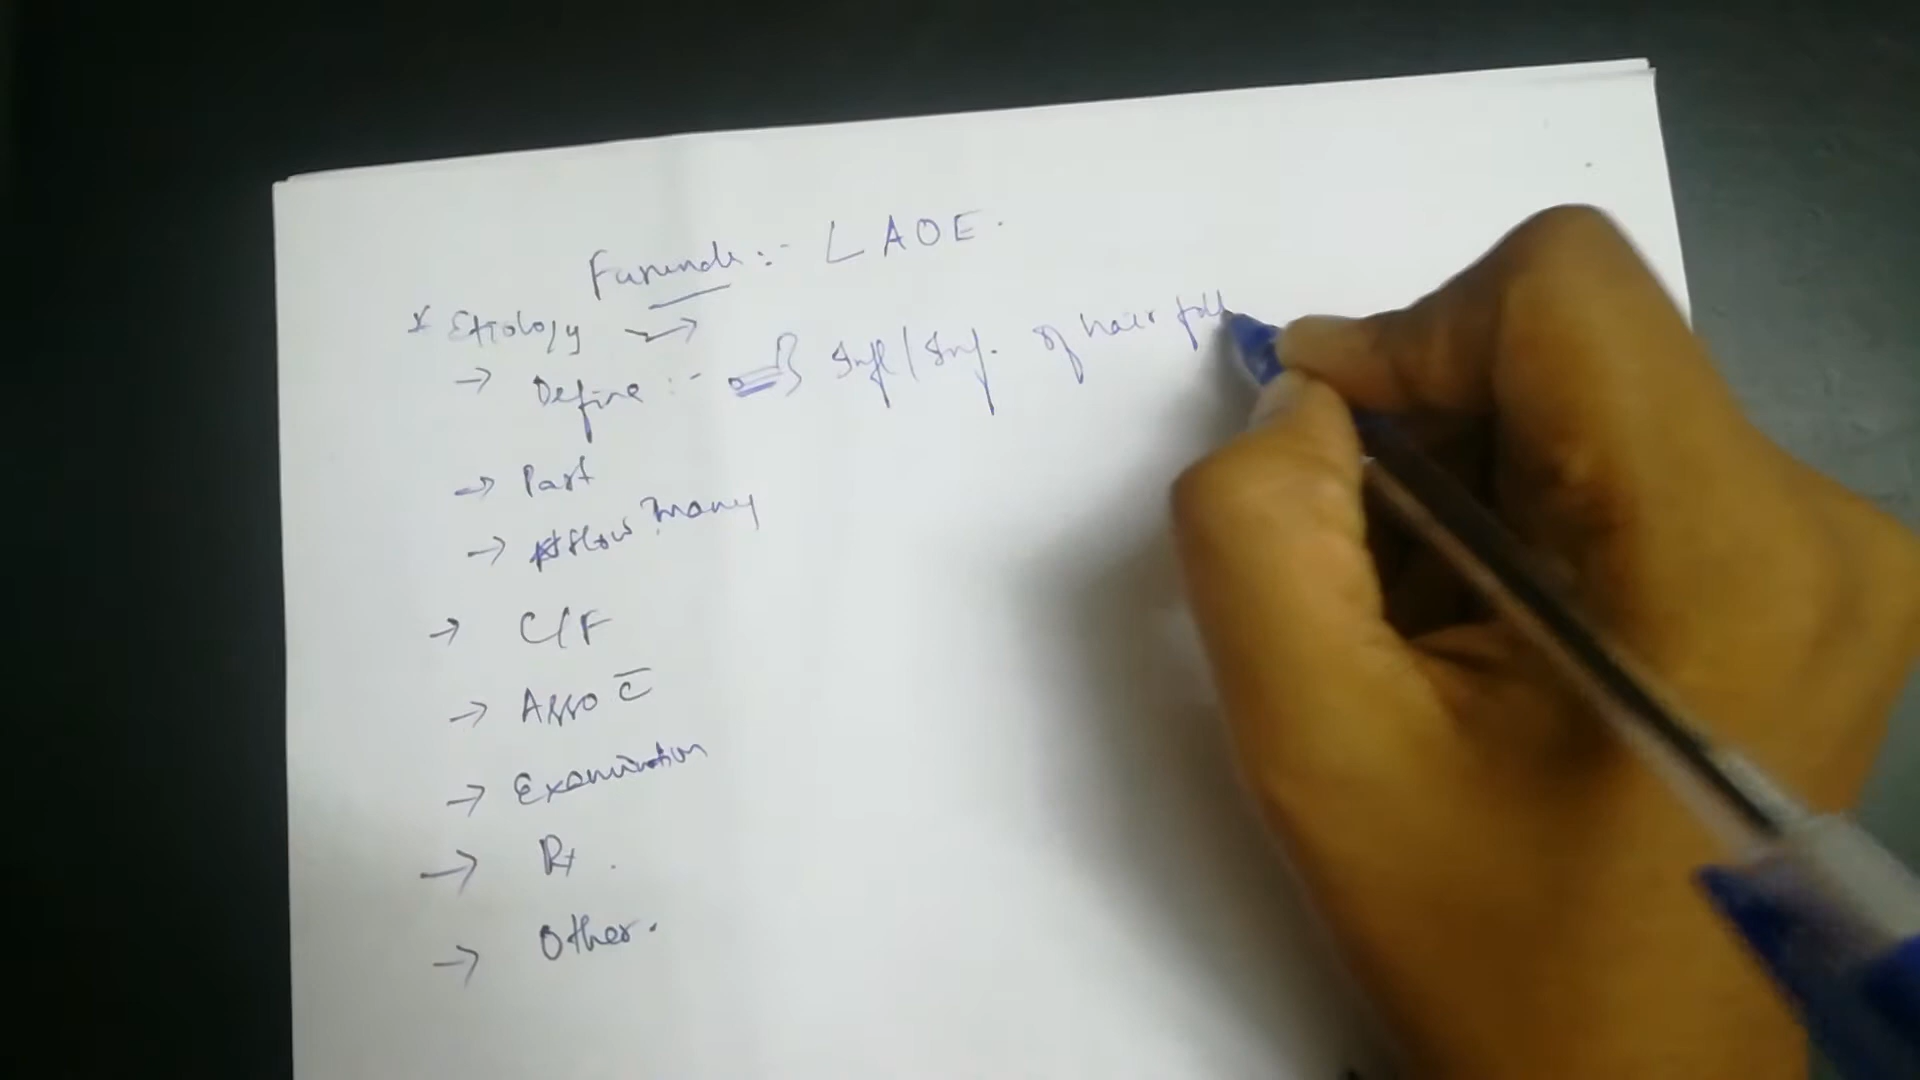 Furuncle :- LAOE.
* Etiology →
→ Define :- Infl/Inf. of hair foll
→ Part
→ How many
→ C/F
→ Asso c̄
→ Examination
→ Rx.
→ Other.